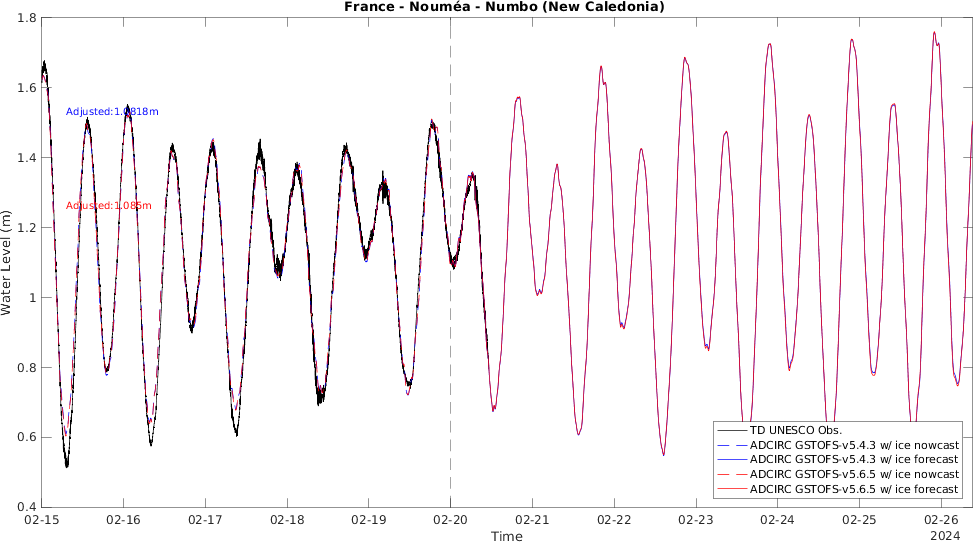 France - Nouméa - Numbo (New Caledonia)
1.8
1.6
1.4
1.2
1
0.8
0.6
0.4
Water Level (m)
Adjusted:1.0818m
Adjusted:1.085m
TD UNESCO Obs.
ADCIRC GSTOFS-v5.4.3 w/ ice nowcast
ADCIRC GSTOFS-v5.4.3 w/ ice forecast
ADCIRC GSTOFS-v5.6.5 w/ ice nowcast
ADCIRC GSTOFS-v5.6.5 w/ ice forecast
02-15 02-16 02-17 02-18 02-19 02-20 02-21 02-22 02-23 02-24 02-25 02-26
2024
Time